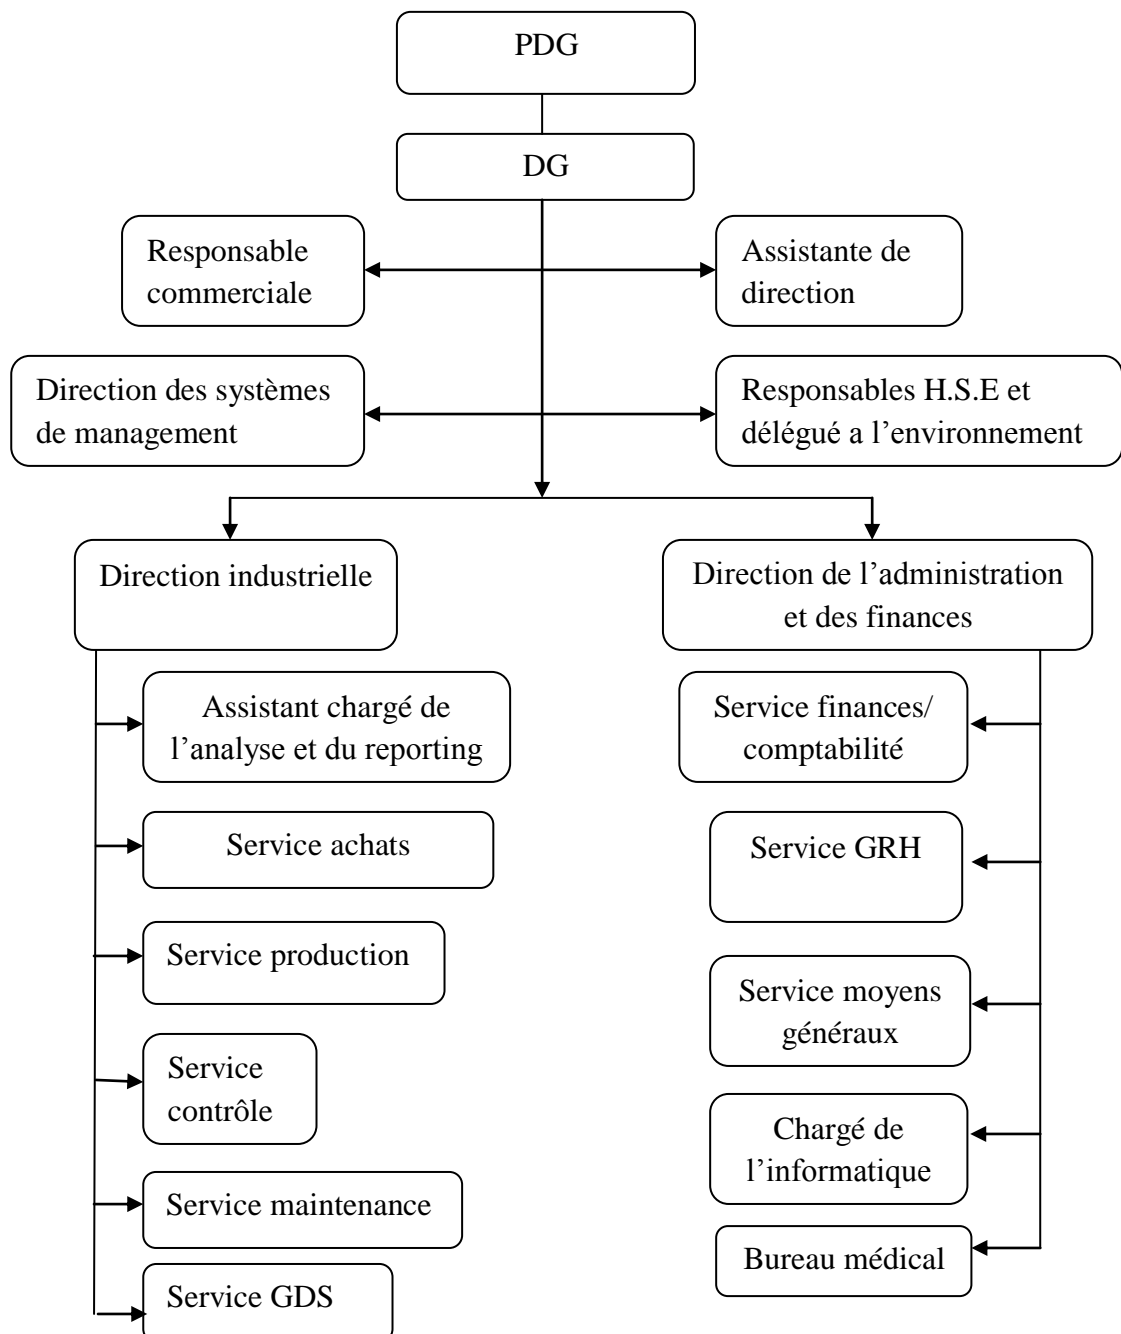 PDG
DG
Responsable
commerciale
Assistante de
direction
Direction des systèmes
de management
Responsables H.S.E et
délégué a l’environnement
Direction industrielle
Direction de l’administration
et des finances
Assistant chargé de
l’analyse et du reporting
Service finances/
comptabilité
Service achats
Service GRH
Service production
Service moyens
généraux
Service
contrôle
Chargé de
l’informatique
Service maintenance
Bureau médical
Service GDS